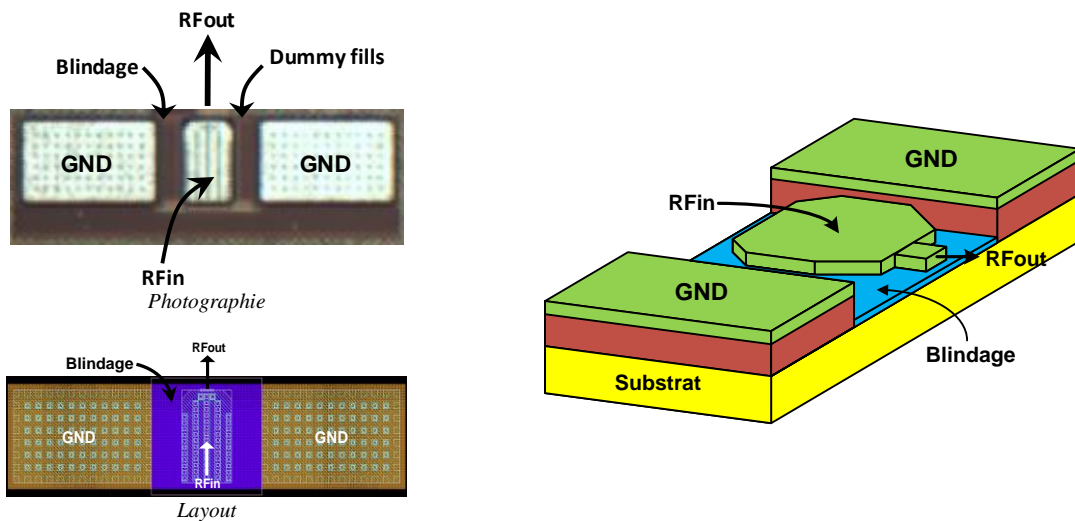 RFout
Blindage
Dummy fills
GND
GND
RFin
Photographie
RFout
Blindage
GND
GND
RFin
Layout
GND
RFin
RFout
GND
Blindage
Substrat